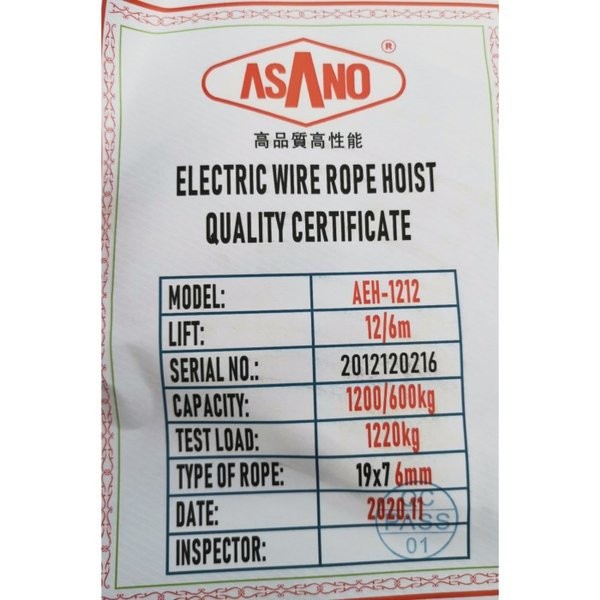 ASANO ®
高品質高性能
ELECTRIC WIRE ROPE HOIST
QUALITY CERTIFICATE
MODEL: AEH-1212
LIFT: 12/6m
SERIAL NO.: 2012120216
CAPACITY: 1200/600kg
TEST LOAD: 1220kg
TYPE OF ROPE: 19x7 6mm
DATE: 2020.11
INSPECTOR:
QC
PASS
01